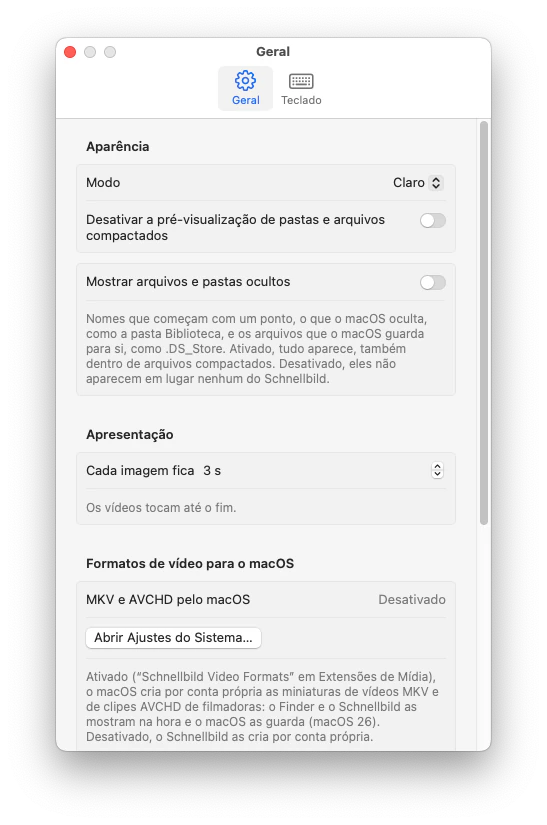 Geral
Geral
Teclado
Aparência
Modo
Claro
Desativar a pré-visualização de pastas e arquivos
compactados
Mostrar arquivos e pastas ocultos
Nomes que começam com um ponto, o que o macOS oculta,
como a pasta Biblioteca, e os arquivos que o macOS guarda
para si, como .DS_Store. Ativado, tudo aparece, também
dentro de arquivos compactados. Desativado, eles não
aparecem em lugar nenhum do Schnellbild.
Apresentação
Cada imagem fica 3 s
Os vídeos tocam até o fim.
Formatos de vídeo para o macOS
MKV e AVCHD pelo macOS
Desativado
Abrir Ajustes do Sistema...
Ativado (“Schnellbild Video Formats” em Extensões de Mídia),
o macOS cria por conta própria as miniaturas de vídeos MKV e
de clipes AVCHD de filmadoras: o Finder e o Schnellbild as
mostram na hora e o macOS as guarda (macOS 26).
Desativado, o Schnellbild as cria por conta própria.